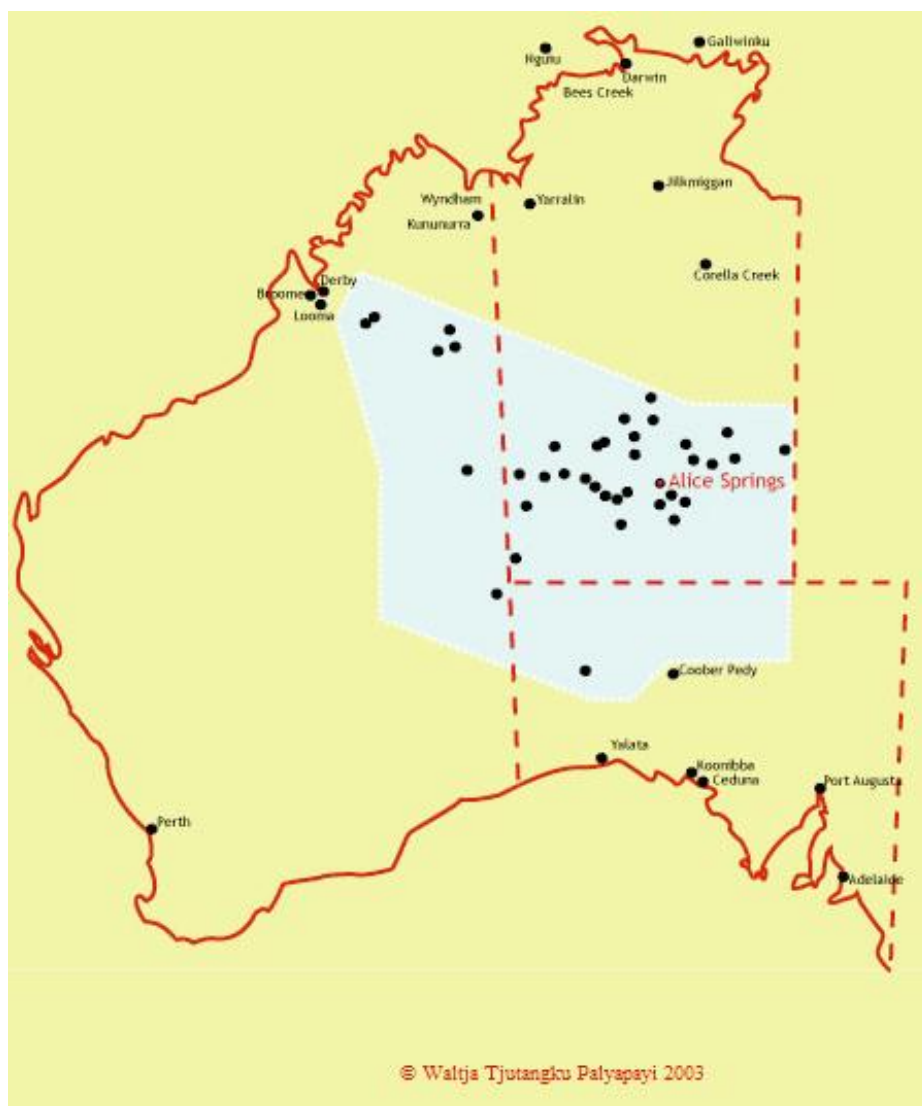 Galiwinku
Nguiu
Darwin
Bees Creek
Jilkmiggan
Wyndham
Yarralin
Kununurra
Corella Creek
Derby
Broome
Looma
Alice Springs
Coober Pedy
Yalata
Koonibba
Ceduna
Port Augusta
Perth
Adelaide
© Waltja Tjutangku Palyapayi 2003